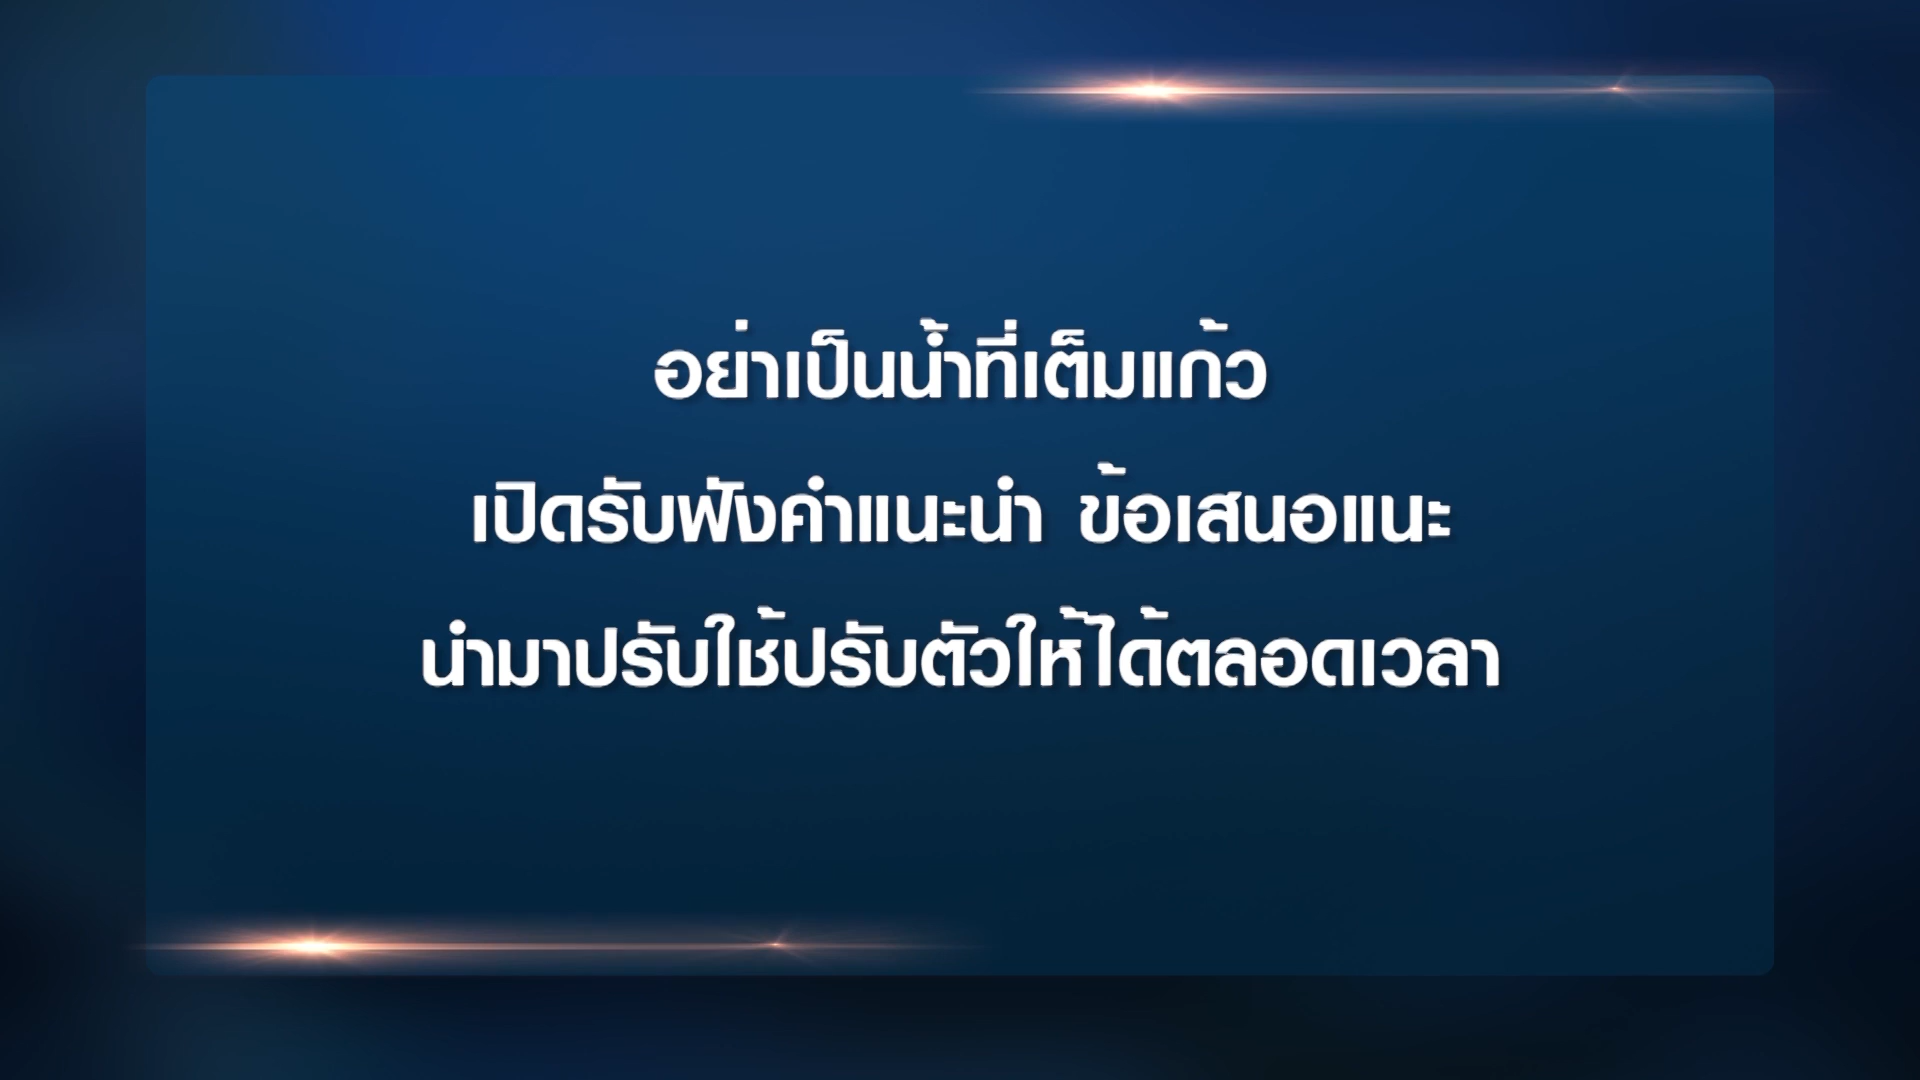 อย่าเป็นน้ำที่เต็มแก้ว
เปิดรับฟังคำแนะนำ ข้อเสนอแนะ
นำมาปรับใช้ปรับตัวให้ได้ตลอดเวลา